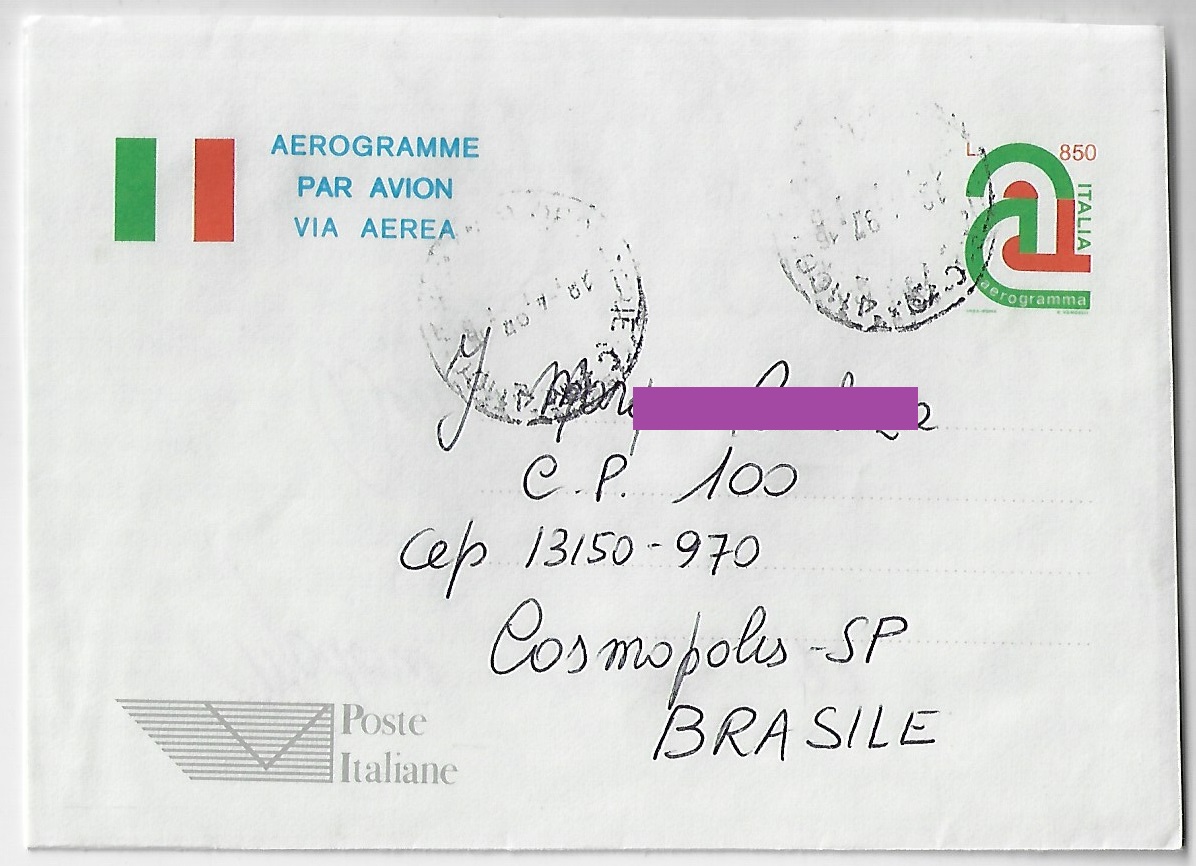 AEROGRAMME
PAR AVION
VIA AEREA
L. 850
ITALIA
aerogramma
C.P. 100
Cep 13150-970
Cosmopolis-SP
BRASILE
Poste
Italiane